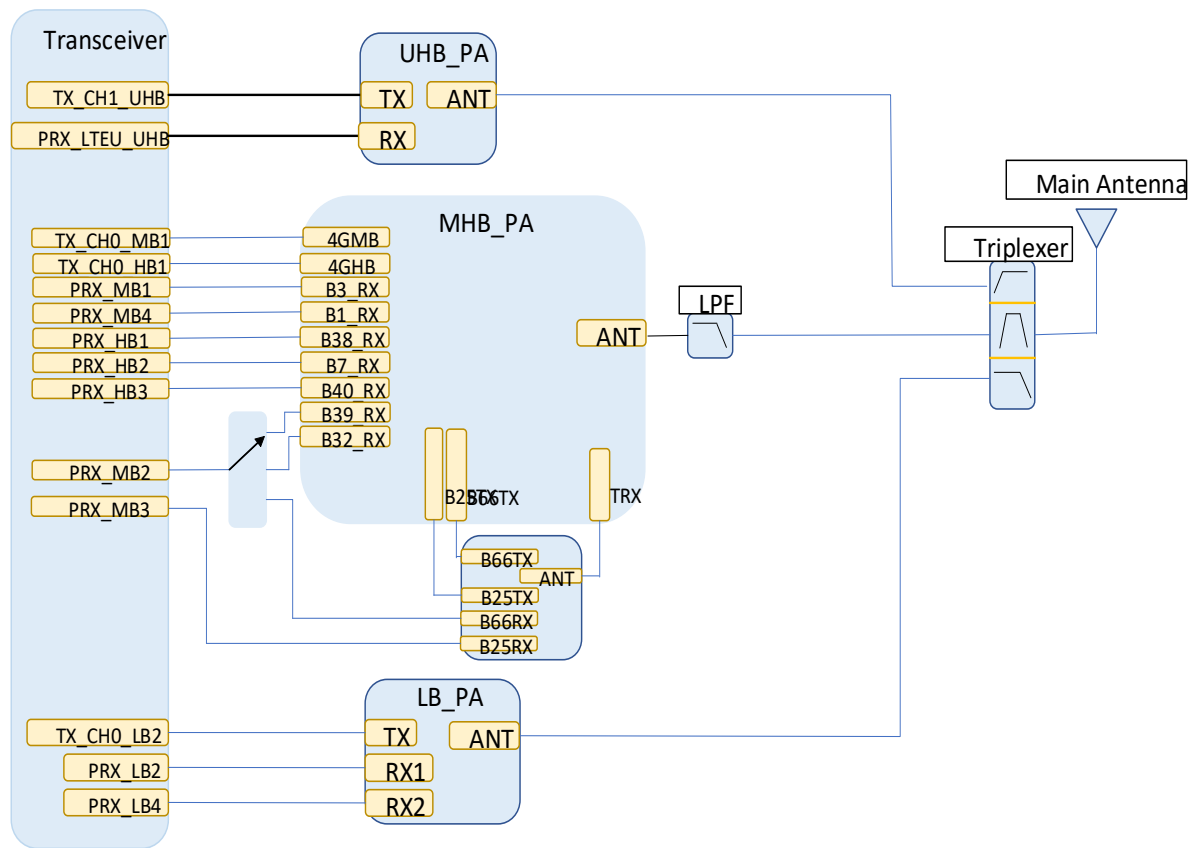 Transceiver
TX_CH1_UHB
PRX_LTEU_UHB
TX_CH0_MB1
TX_CH0_HB1
PRX_MB1
PRX_MB4
PRX_HB1
PRX_HB2
PRX_HB3
PRX_MB2
PRX_MB3
TX_CH0_LB2
PRX_LB2
PRX_LB4
UHB_PA
TX
ANT
RX
MHB_PA
4GMB
4GHB
B3_RX
B1_RX
B38_RX
B7_RX
B40_RX
B39_RX
B32_RX
ANT
B25TX
B66TX
TRX
B66TX
ANT
B25TX
B66RX
B25RX
LB_PA
TX
ANT
RX1
RX2
LPF
Triplexer
Main Antenna